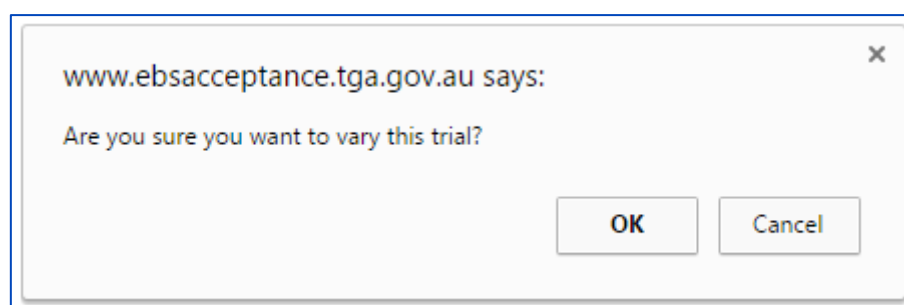 www.ebsacceptance.tga.gov.au says:
Are you sure you want to vary this trial?
OK Cancel